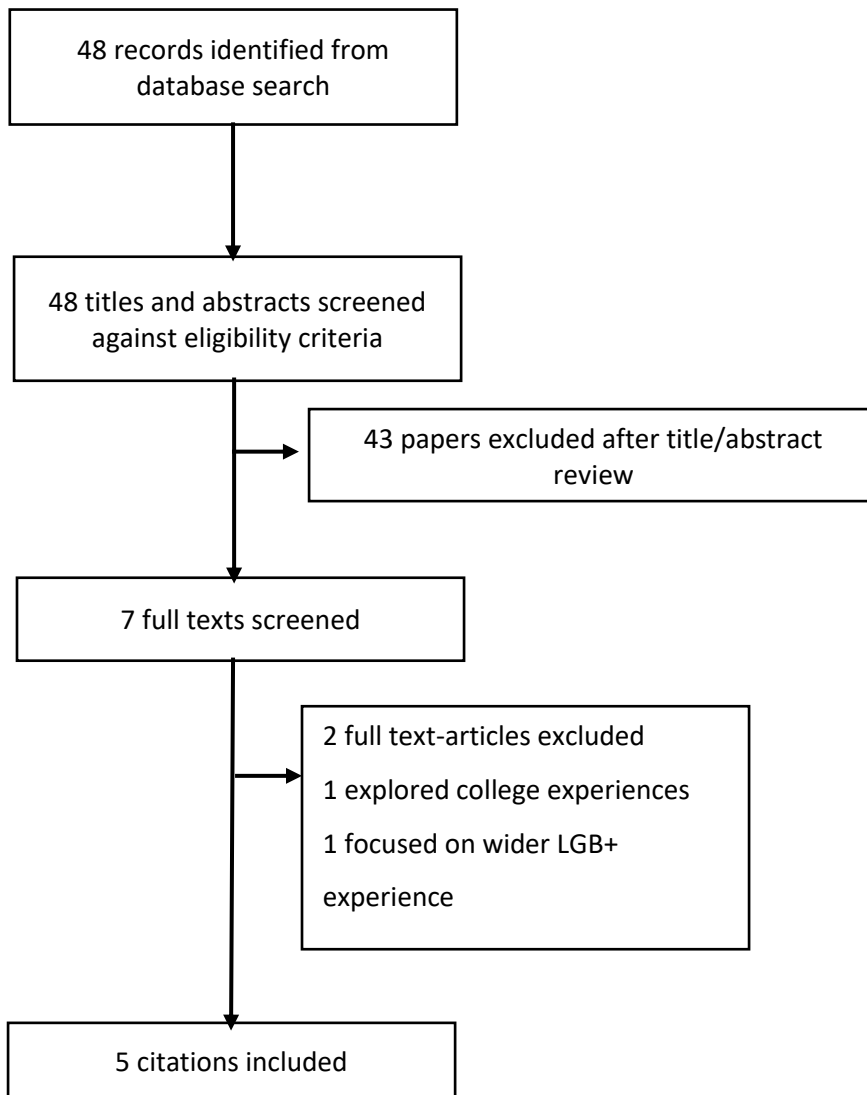 48 records identified from
database search
48 titles and abstracts screened
against eligibility criteria
43 papers excluded after title/abstract
review
7 full texts screened
2 full text-articles excluded
1 explored college experiences
1 focused on wider LGB+
experience
5 citations included